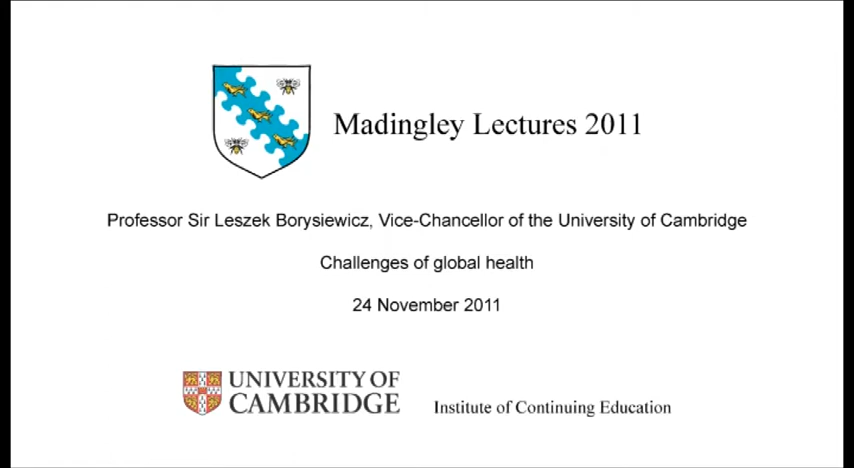 Madingley Lectures 2011
Professor Sir Leszek Borysiewicz, Vice-Chancellor of the University of Cambridge
Challenges of global health
24 November 2011
UNIVERSITY OF
CAMBRIDGE
Institute of Continuing Education